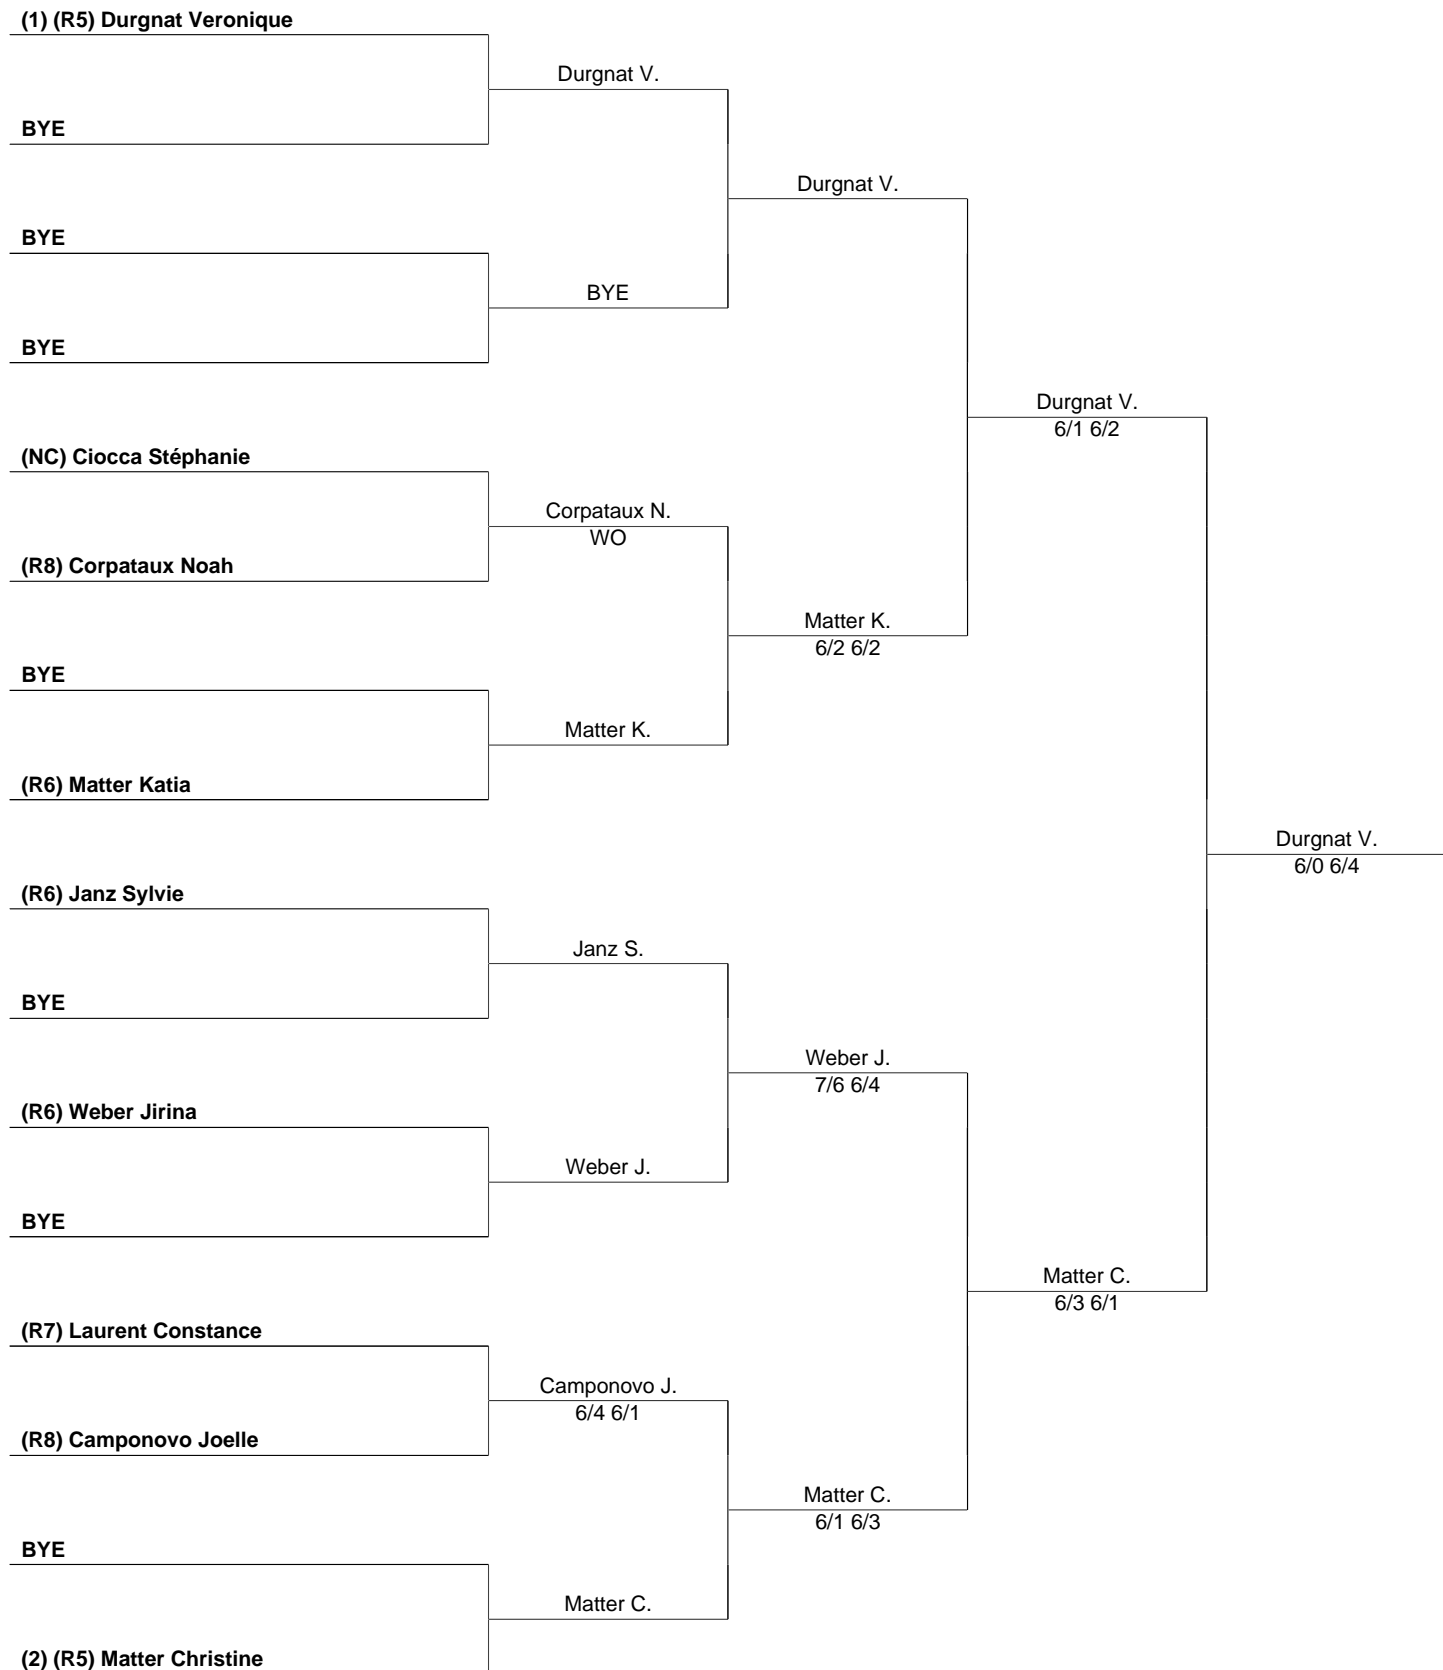 (1) (R5) Durgnat Veronique
Durgnat V.
BYE
Durgnat V.
BYE
BYE
BYE
Durgnat V.
6/1 6/2
(NC) Ciocca Stéphanie
Corpataux N.
WO
(R8) Corpataux Noah
Matter K.
6/2 6/2
BYE
Matter K.
(R6) Matter Katia
Durgnat V.
6/0 6/4
(R6) Janz Sylvie
Janz S.
BYE
Weber J.
7/6 6/4
(R6) Weber Jirina
Weber J.
BYE
Matter C.
6/3 6/1
(R7) Laurent Constance
Camponovo J.
6/4 6/1
(R8) Camponovo Joelle
Matter C.
6/1 6/3
BYE
Matter C.
(2) (R5) Matter Christine